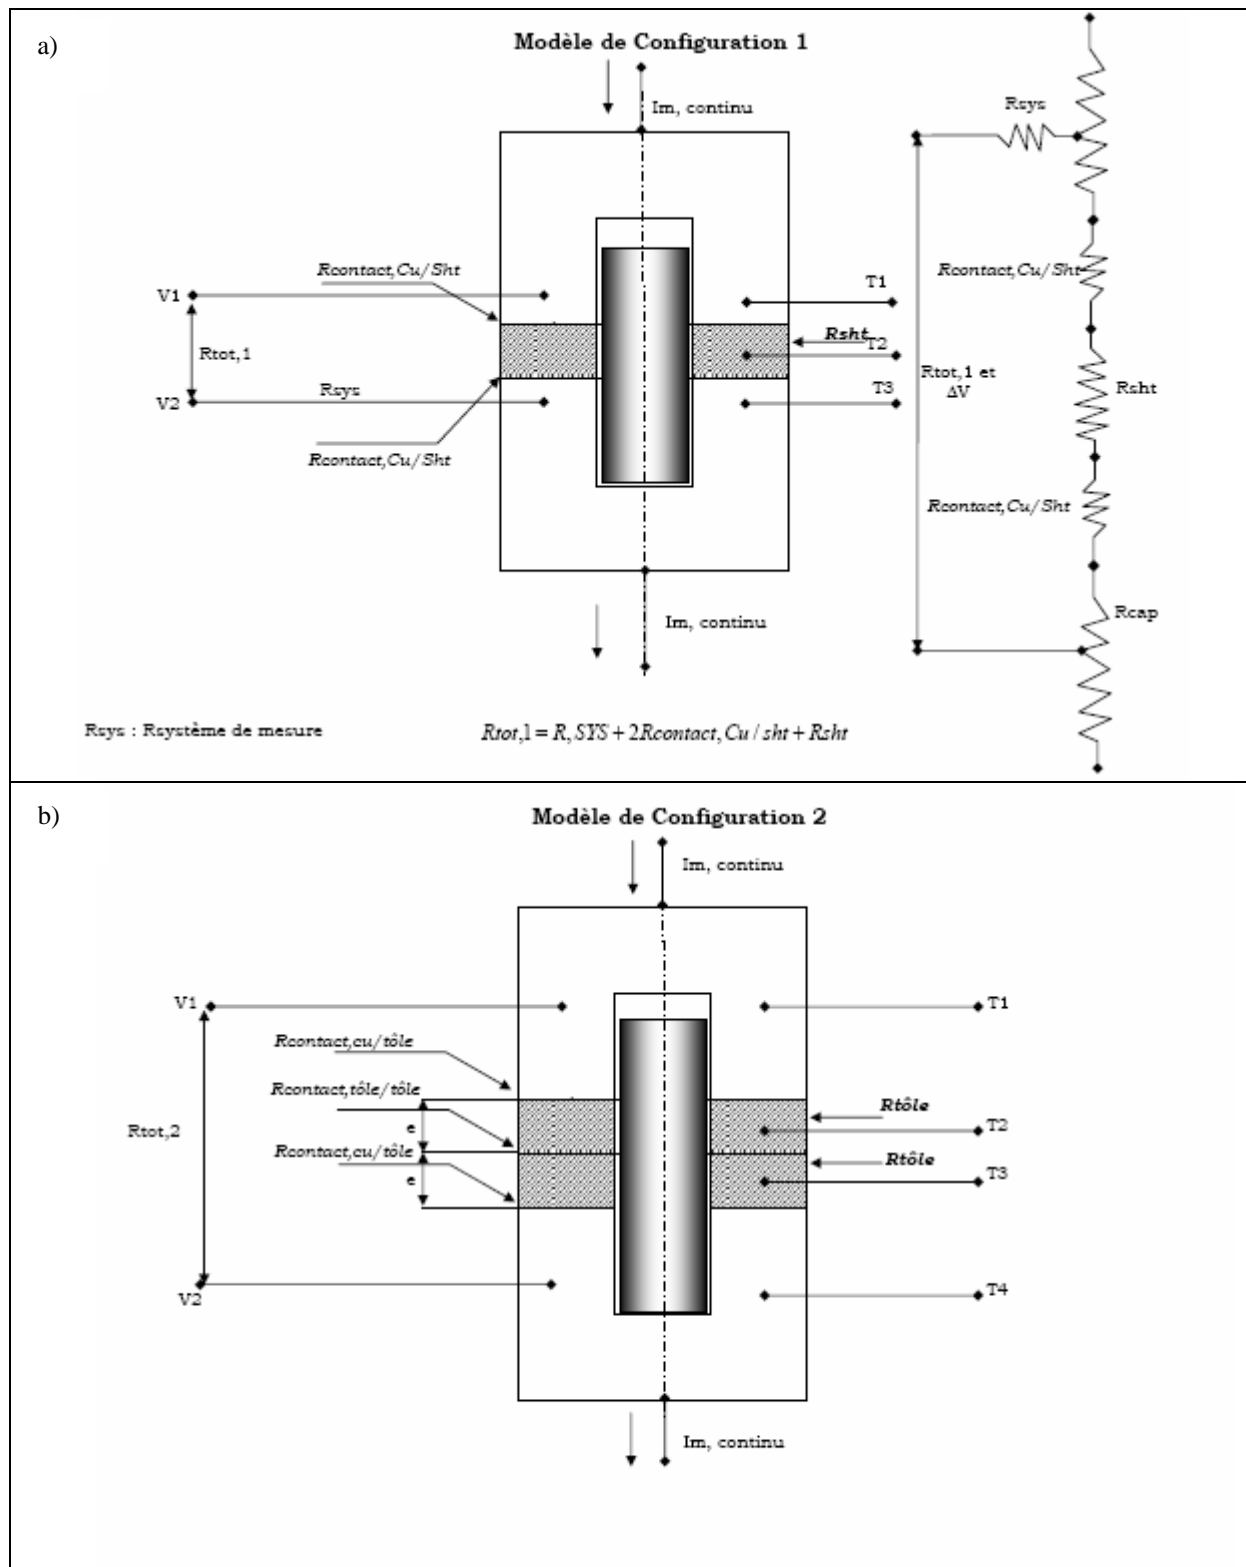 a)
Modèle de Configuration 1
Im, continu
Rsys
Rcontact,Cu/Sht
Rcontact,Cu/Sht
V1
T1
Rsht
T2
Rtot,1
Rtot,1 et
ΔV
Rsht
Rsys
T3
V2
Rcontact,Cu/Sht
Rcontact,Cu/Sht
Im, continu
Rcap
Rsys : Rsystème de mesure
Rtot,1 = R,SYS + 2Rcontact,Cu / sht + Rsht
b)
Modèle de Configuration 2
Im, continu
V1
T1
Rcontact,cu/tôle
Rcontact,tôle/tôle
Rtôle
e
T2
Rtot,2
Rcontact,cu/tôle
Rtôle
e
T3
V2
T4
Im, continu